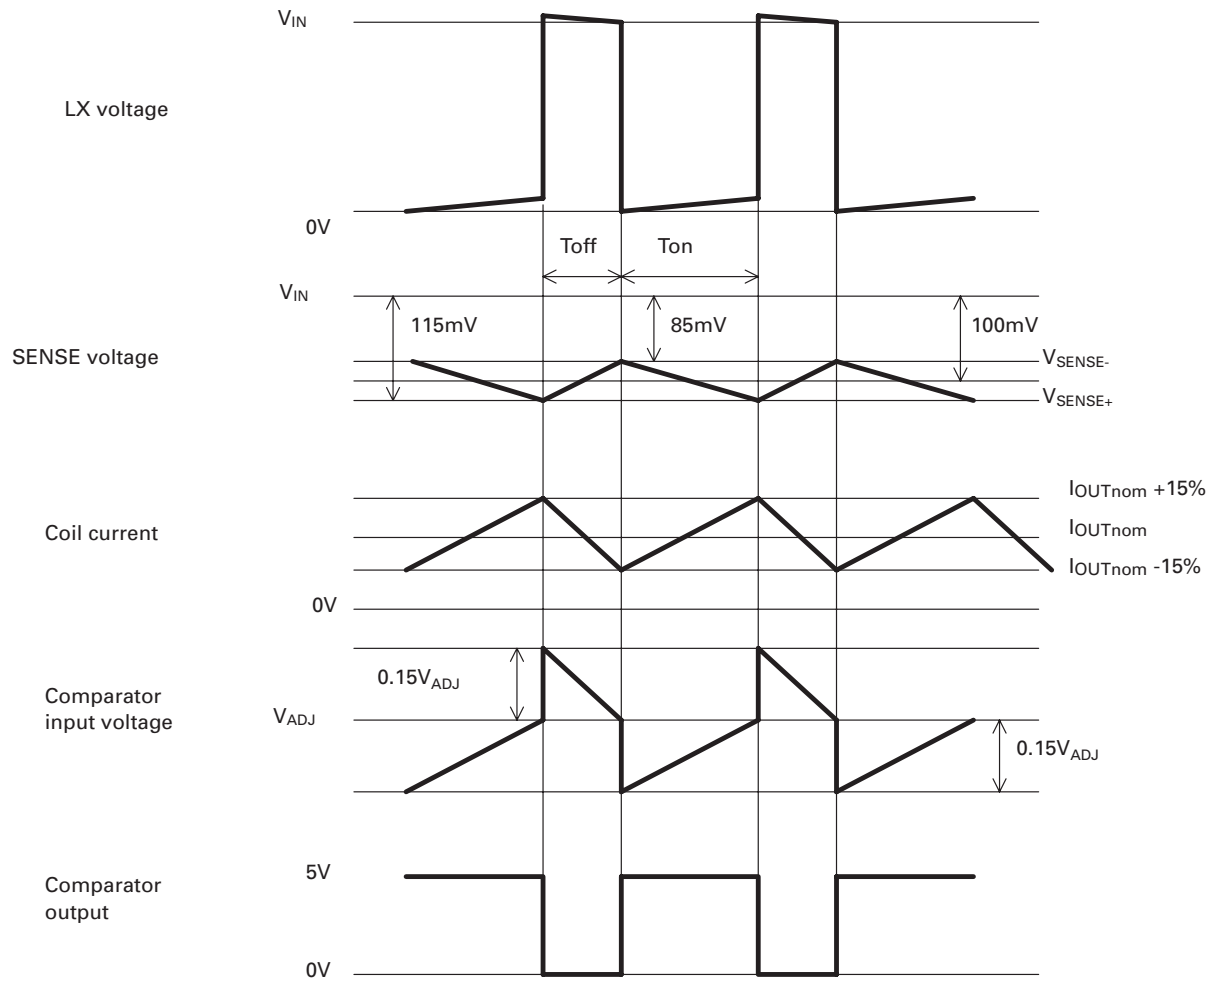 VIN
LX voltage
0V
Toff
Ton
VIN
115mV
85mV
100mV
SENSE voltage
VSENSE-
VSENSE+
IOUTnom +15%
Coil current
IOUTnom
IOUTnom -15%
0V
0.15VADJ
Comparator
input voltage
VADJ
0.15VADJ
5V
Comparator
output
0V